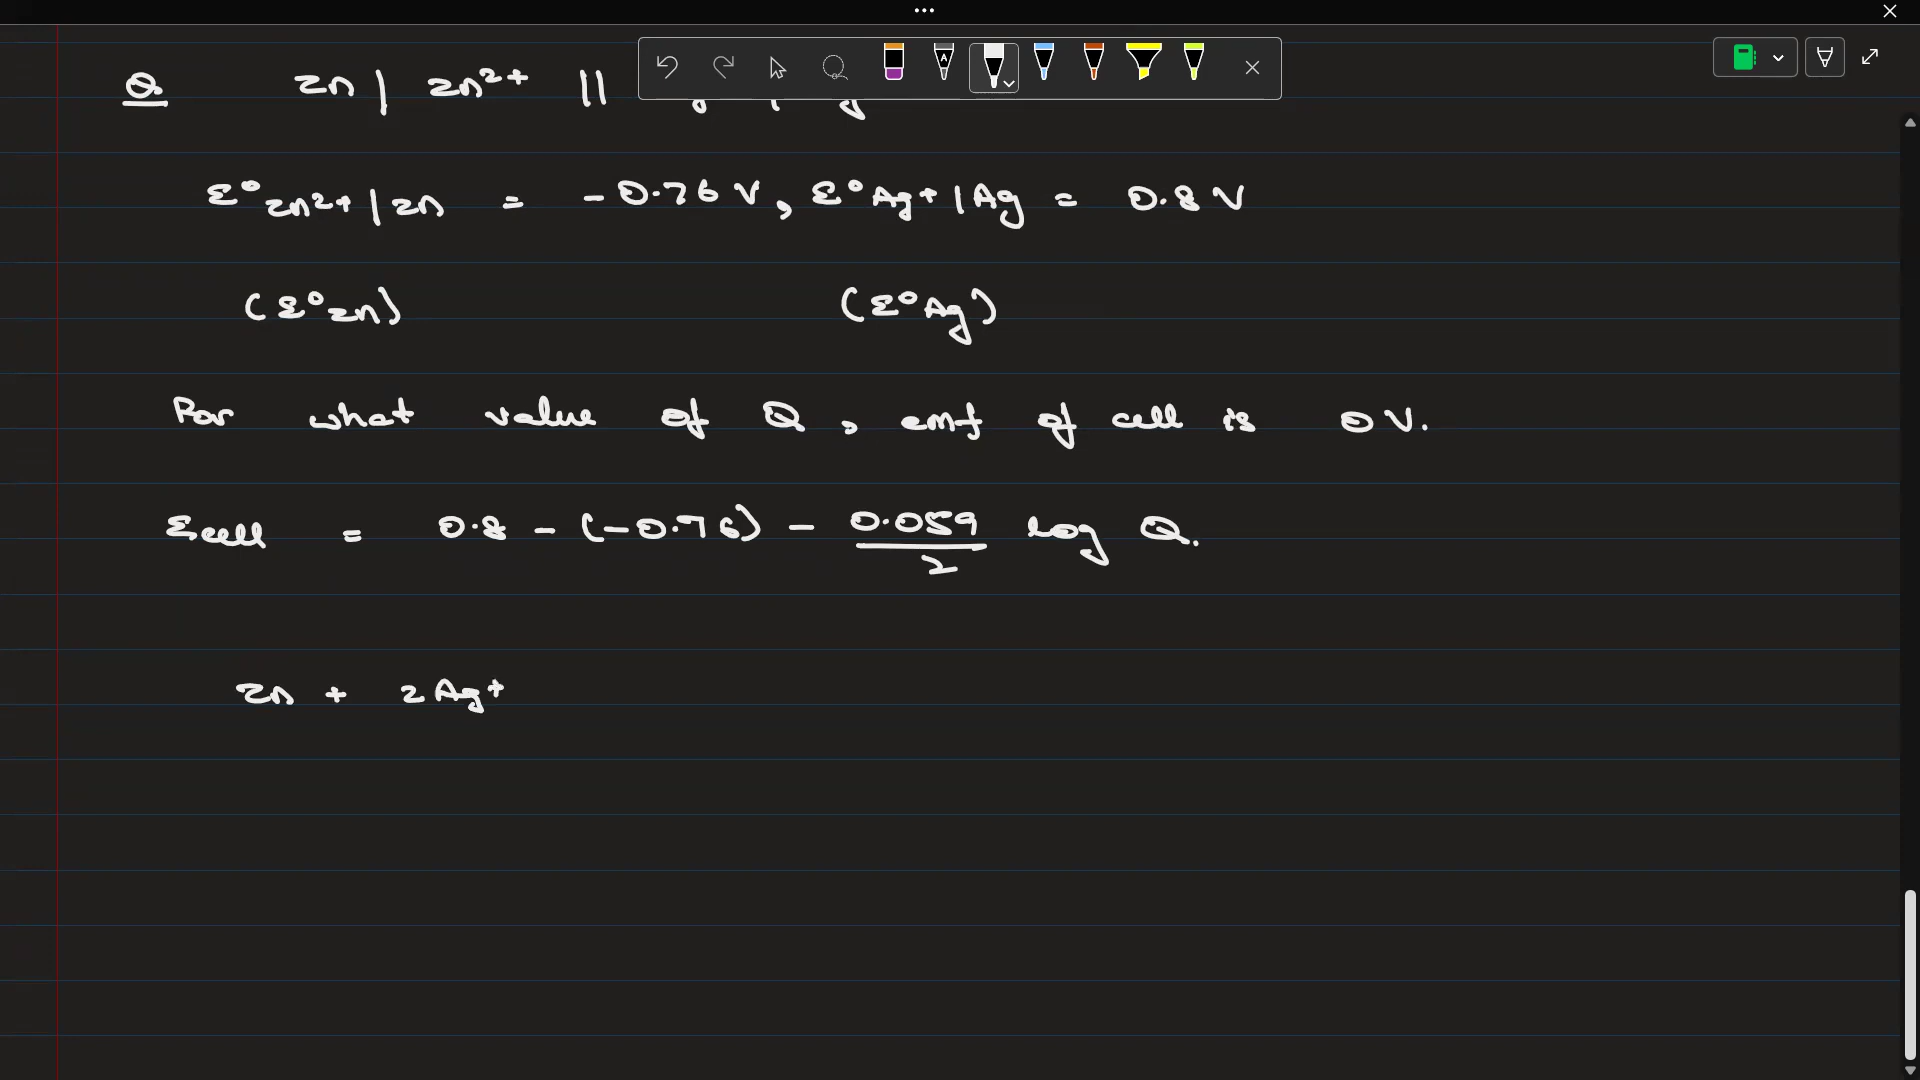 Q Zn | Zn2+ ||
ε° Zn2+ | Zn = -0.76 V, ε° Ag+ | Ag = 0.8 V
(ε° Zn) (ε° Ag)
For what value of Q, emf of cell is 0 V.
εcell = 0.8 - (-0.76) - 0.059/2 log Q.
Zn + 2Ag+